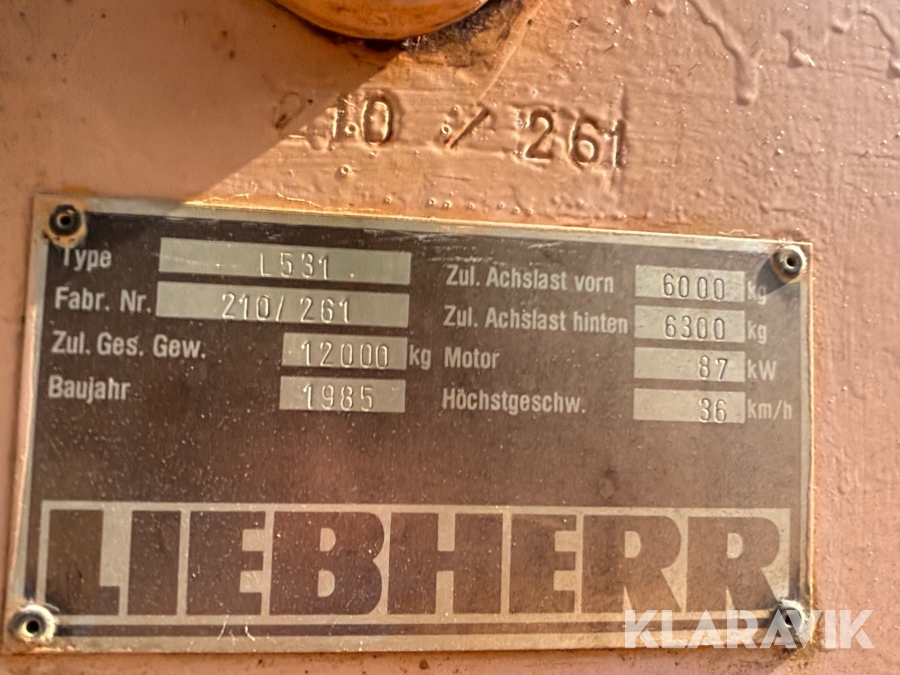 210 / 261
Type L531
Fabr. Nr. 210/ 261
Zul. Ges. Gew. 12000 kg
Baujahr 1985
Zul. Achslast vorn 6000 kg
Zul. Achslast hinten 6300 kg
Motor 87 kW
Höchstgeschw. 36 km/h
LIEBHERR
KLARAVIK